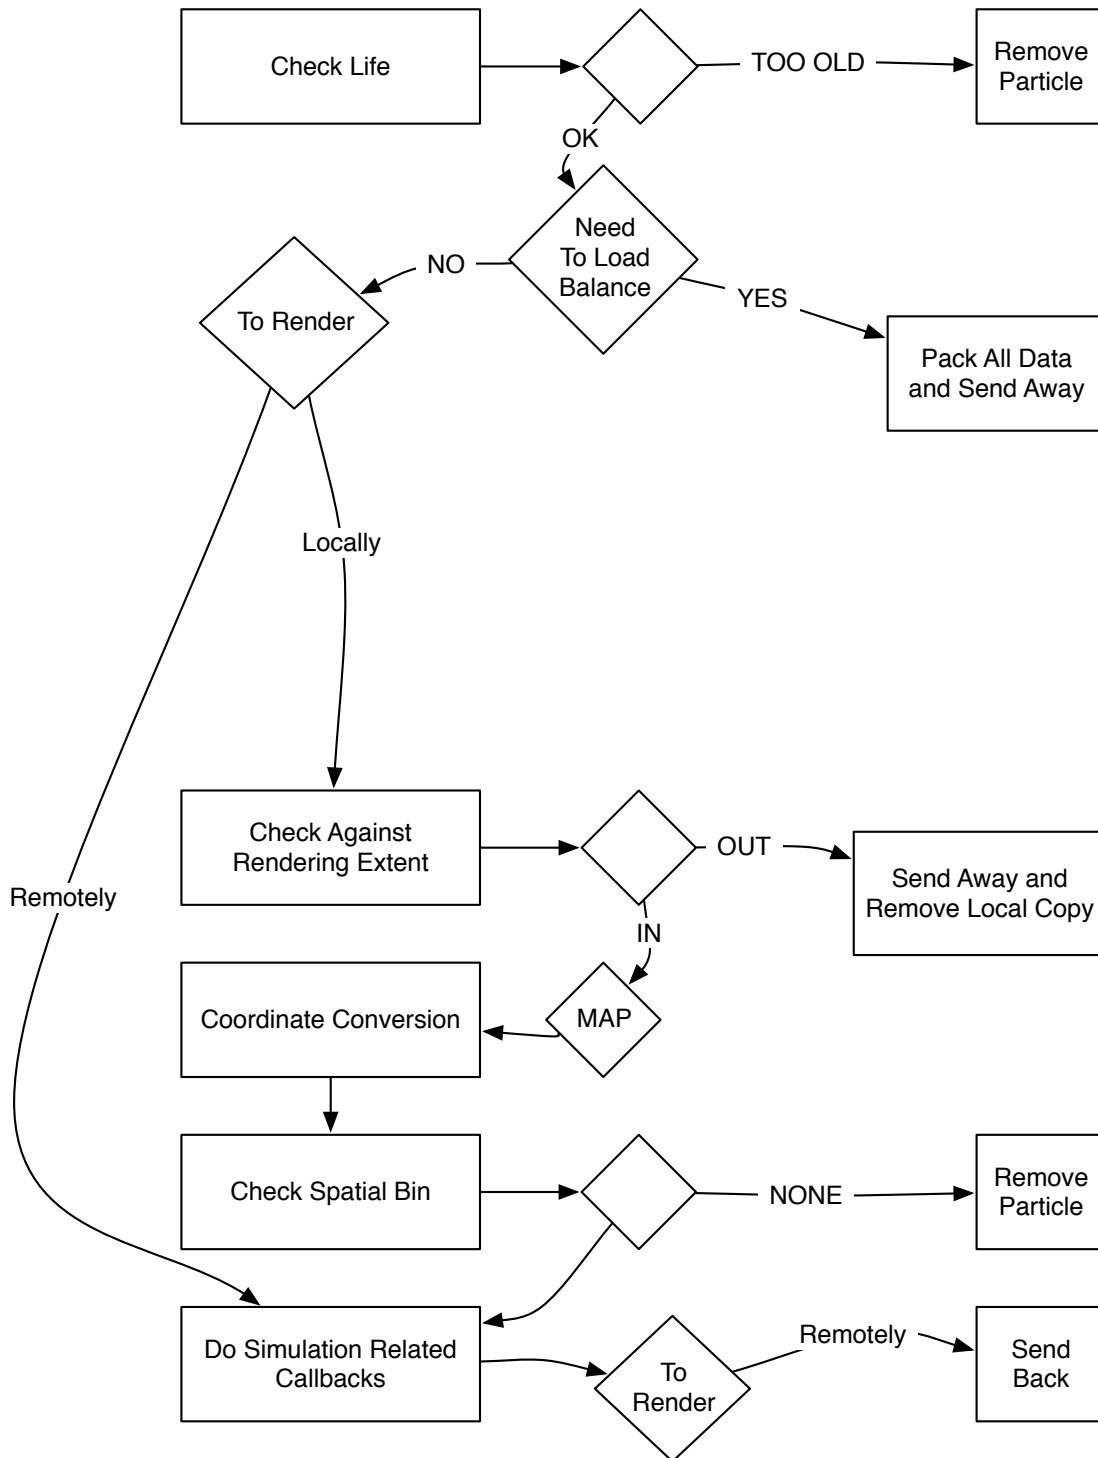 Check Life
TOO OLD
Remove
Particle
OK
Need
To Load
Balance
NO
YES
To Render
Pack All Data
and Send Away
Locally
Check Against
Rendering Extent
OUT
Send Away and
Remove Local Copy
Remotely
IN
Coordinate Conversion
MAP
Check Spatial Bin
NONE
Remove
Particle
Do Simulation Related
Callbacks
To
Render
Remotely
Send
Back